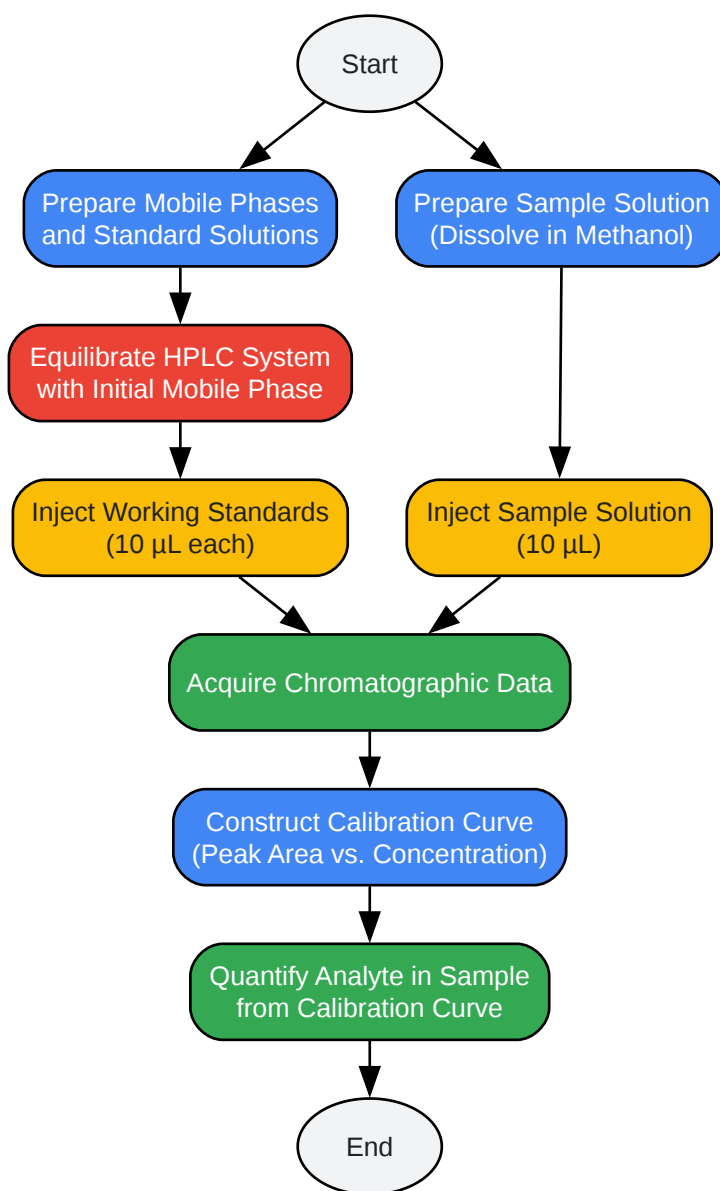 Start
Prepare Mobile Phases
and Standard Solutions
Prepare Sample Solution
(Dissolve in Methanol)
Equilibrate HPLC System
with Initial Mobile Phase
Inject Working Standards
(10 µL each)
Inject Sample Solution
(10 µL)
Acquire Chromatographic Data
Construct Calibration Curve
(Peak Area vs. Concentration)
Quantify Analyte in Sample
from Calibration Curve
End